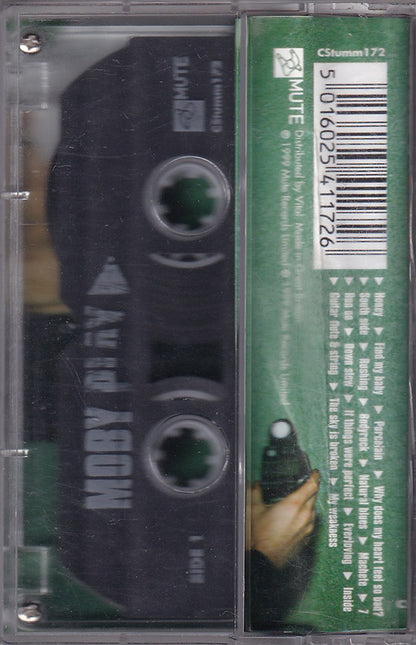 CStumm172
MUTE
5 016025 411726
Distributed by Vital. Made in
℗ 1999 Mute Records Limited © Records Limited
▶ Honey ▶ Find my baby ▶ Porcelain ▶ Why does my heart feel so bad?
▶ South side ▶ Rushing ▶ Bodyrock ▶ Natural blues ▶ Machete ▶ 7
▶ Run on ▶ Down slow ▶ If things were perfect ▶ Everloving ▶ Inside
▶ Guitar flute & string ▶ The sky is broken ▶ My weakness
MUTE
CStumm172
MOBY play
SIDE 1